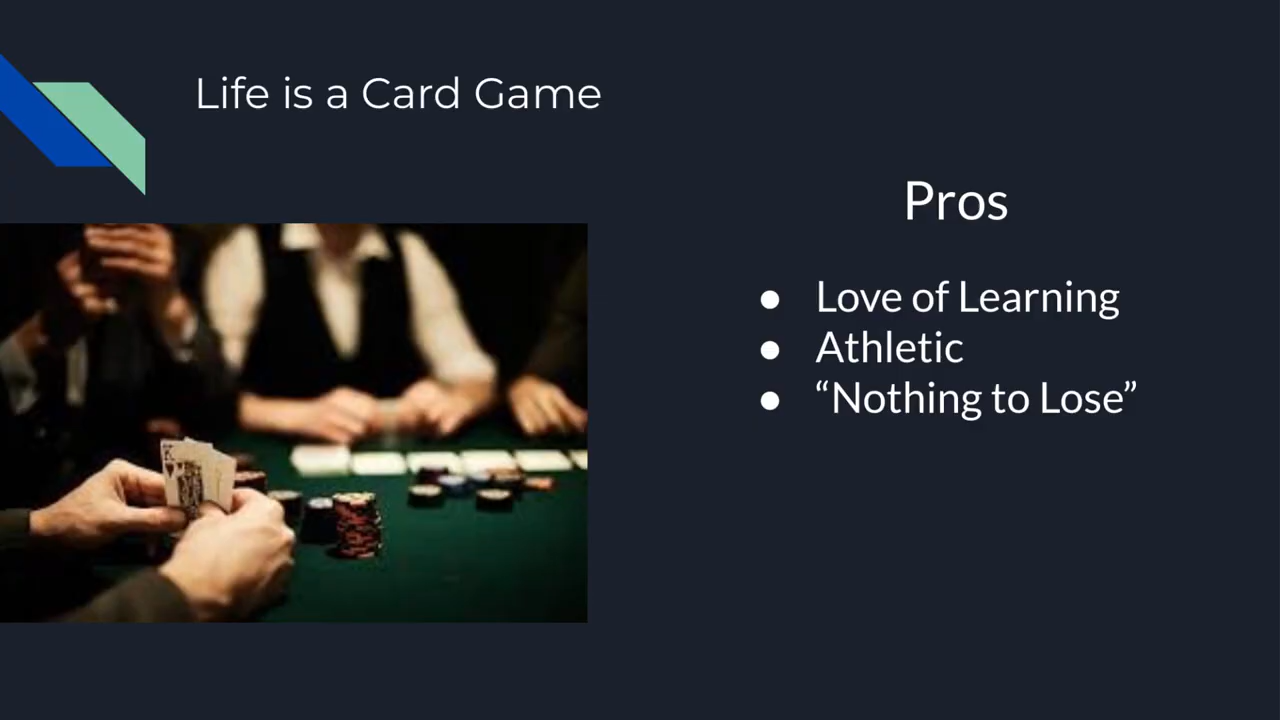 Life is a Card Game
Pros
● Love of Learning
● Athletic
● “Nothing to Lose”
K